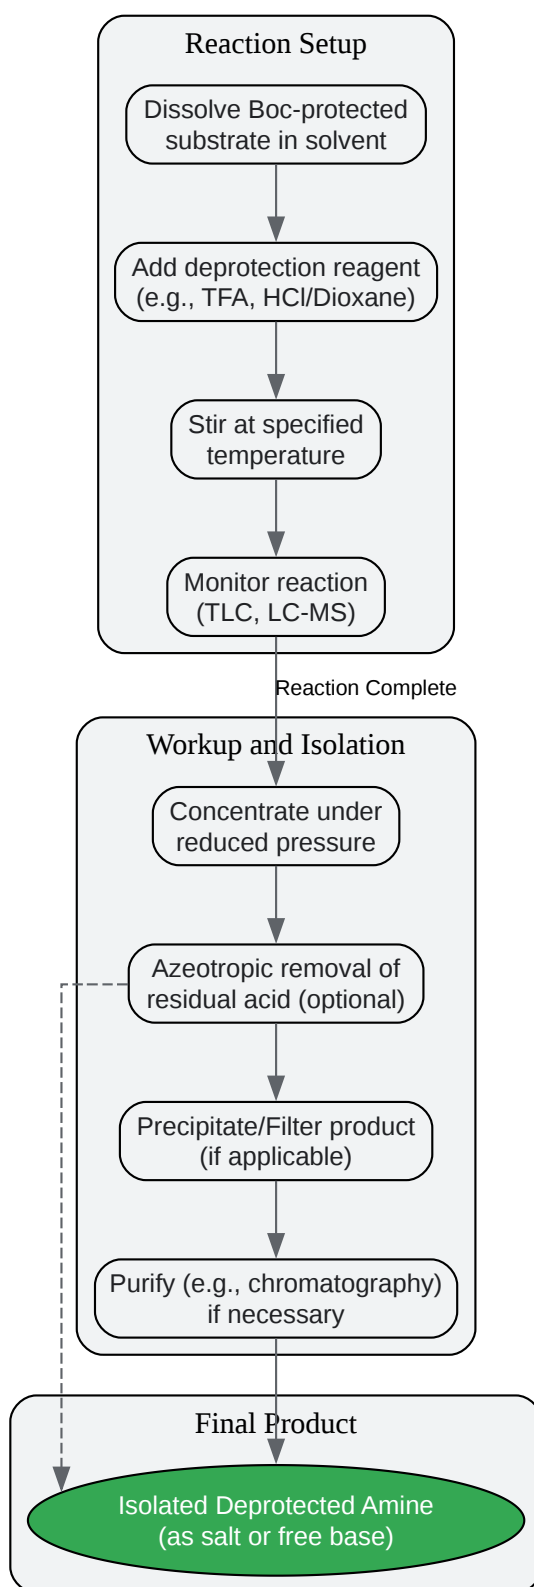 Reaction Setup
Dissolve Boc-protected
substrate in solvent
Add deprotection reagent
(e.g., TFA, HCl/Dioxane)
Stir at specified
temperature
Monitor reaction
(TLC, LC-MS)
Reaction Complete
Workup and Isolation
Concentrate under
reduced pressure
Azeotropic removal of
residual acid (optional)
Precipitate/Filter product
(if applicable)
Purify (e.g., chromatography)
if necessary
Final Product
Isolated Deprotected Amine
(as salt or free base)